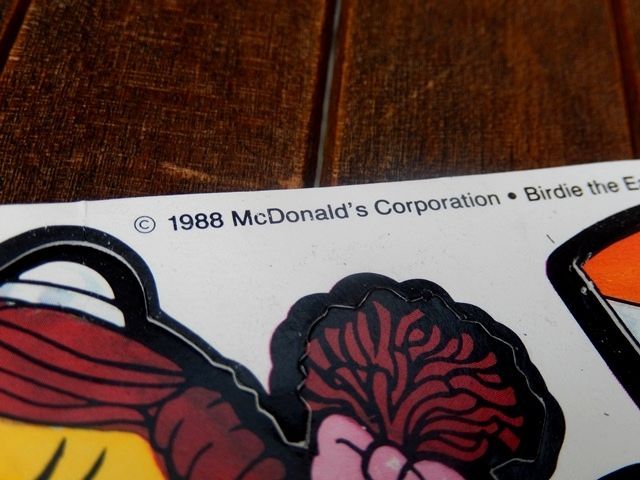 © 1988 McDonald's Corporation • Birdie the